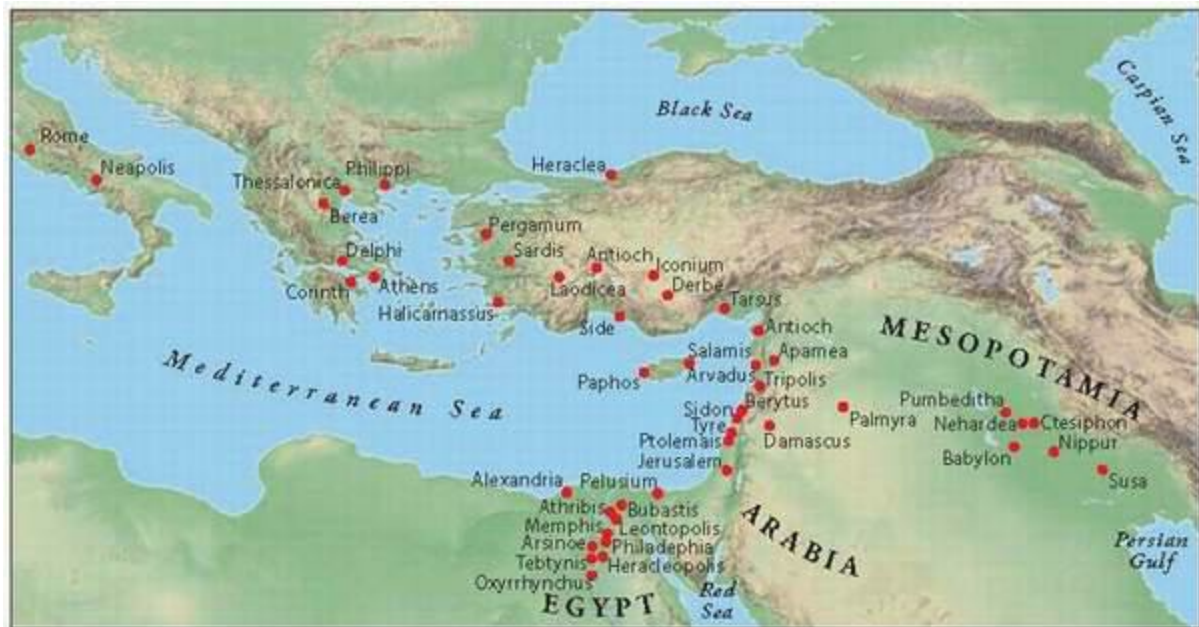 Black Sea
Caspian Sea
Rome
Neapolis
Heraclea
Philippi
Thessalonica
Berea
Pergamum
Delphi
Sardis
Antioch
Iconium
Corinth
Athens
Laodicea
Derbe
Halicarnassus
Side
Tarsus
Antioch
MESOPOTAMIA
Mediterranean Sea
Salamis
Apamea
Paphos
Arvadus
Tripolis
Berytus
Sidon
Tyre
Palmyra
Pumbeditha
Nehardea
Ctesiphon
Ptolemais
Damascus
Nippur
Babylon
Jerusalem
Susa
Alexandria
Pelusium
Athribis
Bubastis
ARABIA
Memphis
Leontopolis
Arsinoe
Philadephia
Tebtynis
Heracleopolis
Oxyrrhynchus
EGYPT
Red
Sea
Persian
Gulf